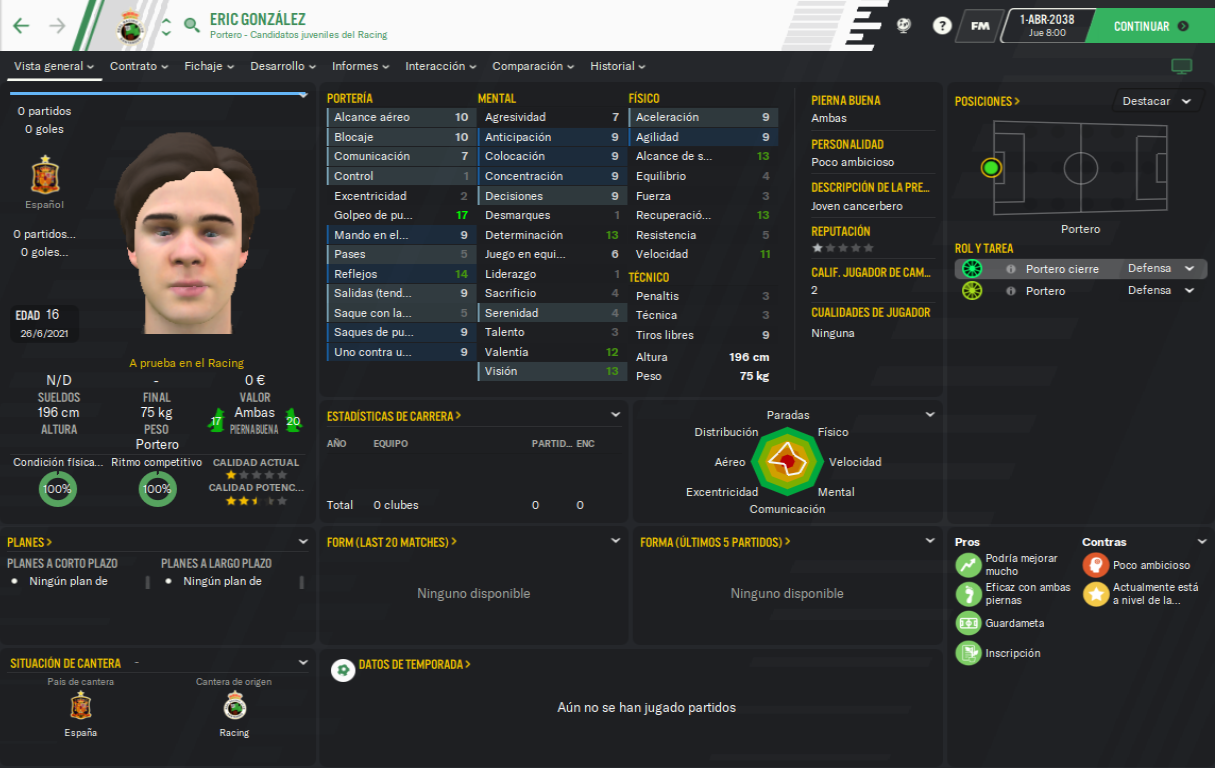 ERIC GONZÁLEZ
Portero - Candidatos juveniles del Racing
FM
1-ABR-2038
Jue 8:00
CONTINUAR
Vista general
Contrato
Fichaje
Desarrollo
Informes
Interacción
Comparación
Historial
0 partidos
0 goles
Español
0 partidos...
0 goles...
EDAD 16
26/6/2021
A prueba en el Racing
N/D
SUELDOS
-
FINAL
0 €
VALOR
196 cm
ALTURA
75 kg
PESO
17
Ambas
PIERNA BUENA
20
Portero
Condición física...
100%
Ritmo competitivo
100%
CALIDAD ACTUAL
CALIDAD POTENC...
PORTERÍA
Alcance aéreo 10
Blocaje 10
Comunicación 7
Control 1
Excentricidad 2
Golpeo de pu... 17
Mando en el... 9
Pases 5
Reflejos 14
Salidas (tend... 9
Saque con la... 5
Saques de pu... 9
Uno contra u... 9
MENTAL
Agresividad 7
Anticipación 9
Colocación 9
Concentración 9
Decisiones 9
Desmarques 1
Determinación 13
Juego en equi... 6
Liderazgo 1
Sacrificio 4
Serenidad 4
Talento 3
Valentía 12
Visión 13
FÍSICO
Aceleración 9
Agilidad 9
Alcance de s... 13
Equilibrio 4
Fuerza 3
Recuperació... 13
Resistencia 5
Velocidad 11
TÉCNICO
Penaltis 3
Técnica 3
Tiros libres 9
Altura 196 cm
Peso 75 kg
PIERNA BUENA
Ambas
PERSONALIDAD
Poco ambicioso
DESCRIPCIÓN DE LA PRE...
Joven cancerbero
REPUTACIÓN
CALIF. JUGADOR DE CAM...
2
CUALIDADES DE JUGADOR
Ninguna
POSICIONES >
Destacar
Portero
ROL Y TAREA
Portero cierre Defensa
Portero Defensa
ESTADÍSTICAS DE CARRERA >
AÑO EQUIPO PARTID... ENC
Total 0 clubes 0 0
Paradas
Distribución
Físico
Aéreo
Velocidad
Excentricidad
Mental
Comunicación
PLANES >
PLANES A CORTO PLAZO
Ningún plan de
PLANES A LARGO PLAZO
Ningún plan de
FORM (LAST 20 MATCHES) >
Ninguno disponible
FORMA (ÚLTIMOS 5 PARTIDOS) >
Ninguno disponible
Pros
Podría mejorar
mucho
Eficaz con ambas
piernas
Guardameta
Inscripción
Contras
Poco ambicioso
Actualmente está
a nivel de la...
SITUACIÓN DE CANTERA -
País de cantera
España
Cantera de origen
Racing
DATOS DE TEMPORADA >
Aún no se han jugado partidos